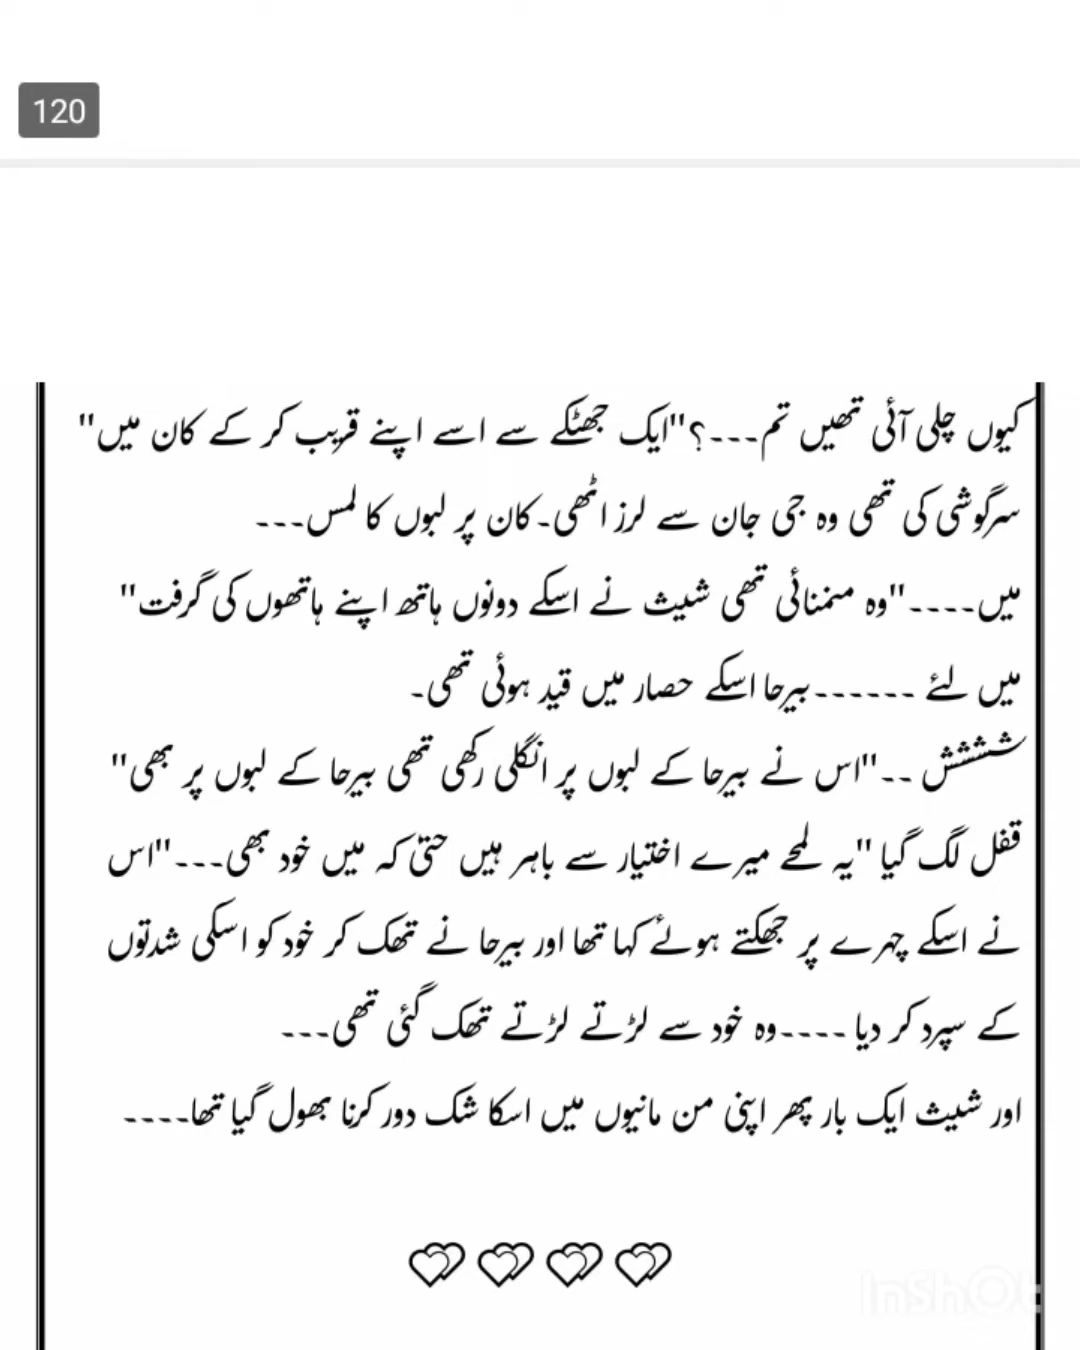 120
کیوں چلی آئی تھیں تم---؟"ایک جھٹکے سے اسے اپنے قریب کر کے کان میں"
سرگوشی کی تھی وہ جی جان سے لرز اٹھی۔کان پر لبوں کا لمس---
میں----"وہ ممنائی تھی شیث نے اسکے دونوں ہاتھ اپنے ہاتھوں کی گرفت"
میں لئے ------بیرحا اسکے حصار میں قید ہوئی تھی۔
ششششش --"اس نے بیرحا کے لبوں پر انگلی رکھی تھی بیرحا کے لبوں پر بھی"
قفل لگ گیا "یہ لمحے میرے اختیار سے باہر ہیں حتیٰ کہ میں خود بھی---"اس
نے اسکے چہرے پر جھکتے ہوئے کہا تھا اور بیرحا نے تھک کر خود کو اسکی شدتوں
کے سپرد کر دیا ----وہ خود سے لڑتے لڑتے تھک گئی تھی---
اور شیث ایک بار پھر اپنی من مانیوں میں اسکا شک دور کرنا بھول گیا تھا----
InShOt